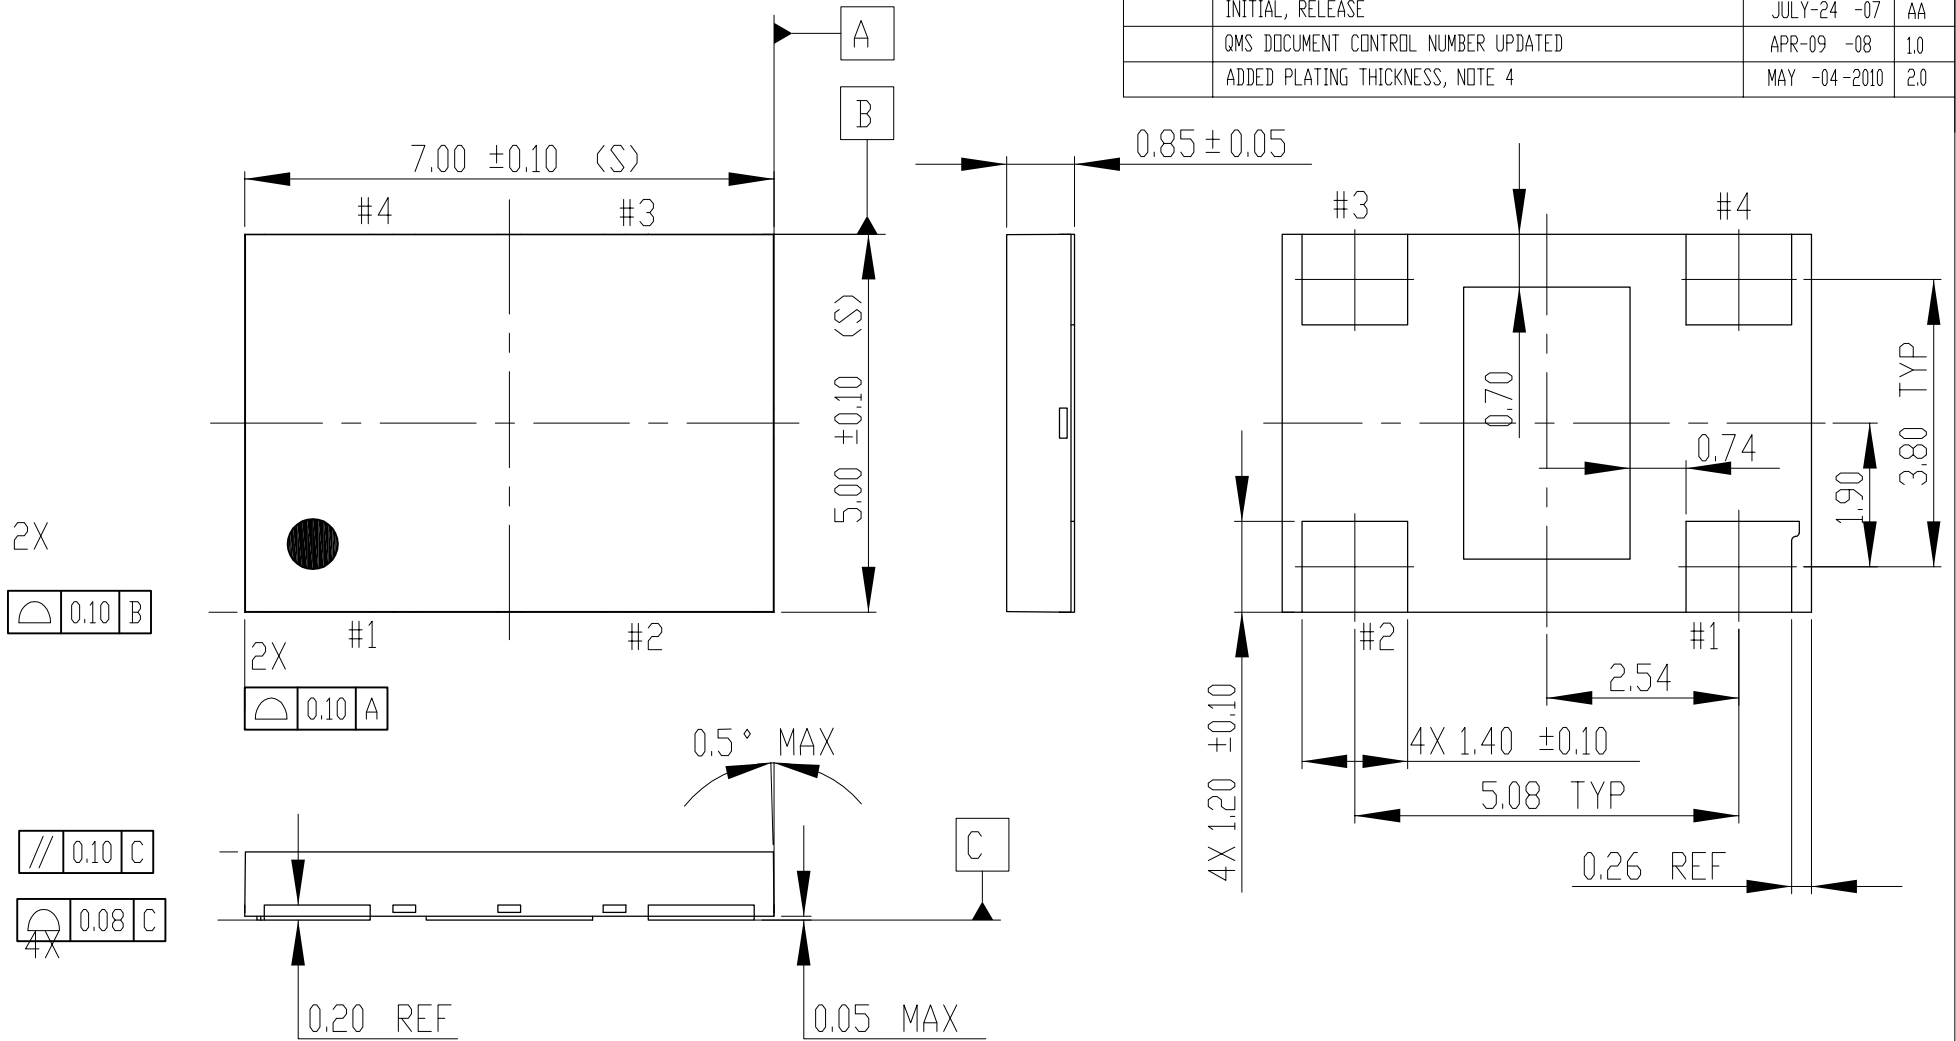 INITIAL, RELEASE JULY-24 -07 AA
QMS DOCUMENT CONTROL NUMBER UPDATED APR-09 -08 1.0
ADDED PLATING THICKNESS, NOTE 4 MAY -04-2010 2.0
A
B
7.00 ±0.10 (S)
#4 #3
5.00 ±0.10 (S)
#1 #2
2X
⌓ 0.10 B
2X
⌓ 0.10 A
0.85 ± 0.05
#3 #4
0.70
0.74
3.80 TYP
1.90
#2 #1
2.54
4X 1.20 ±0.10
4X 1.40 ±0.10
5.08 TYP
0.26 REF
0.5° MAX
C
// 0.10 C
⌓ 0.08 C
4X
0.20 REF
0.05 MAX